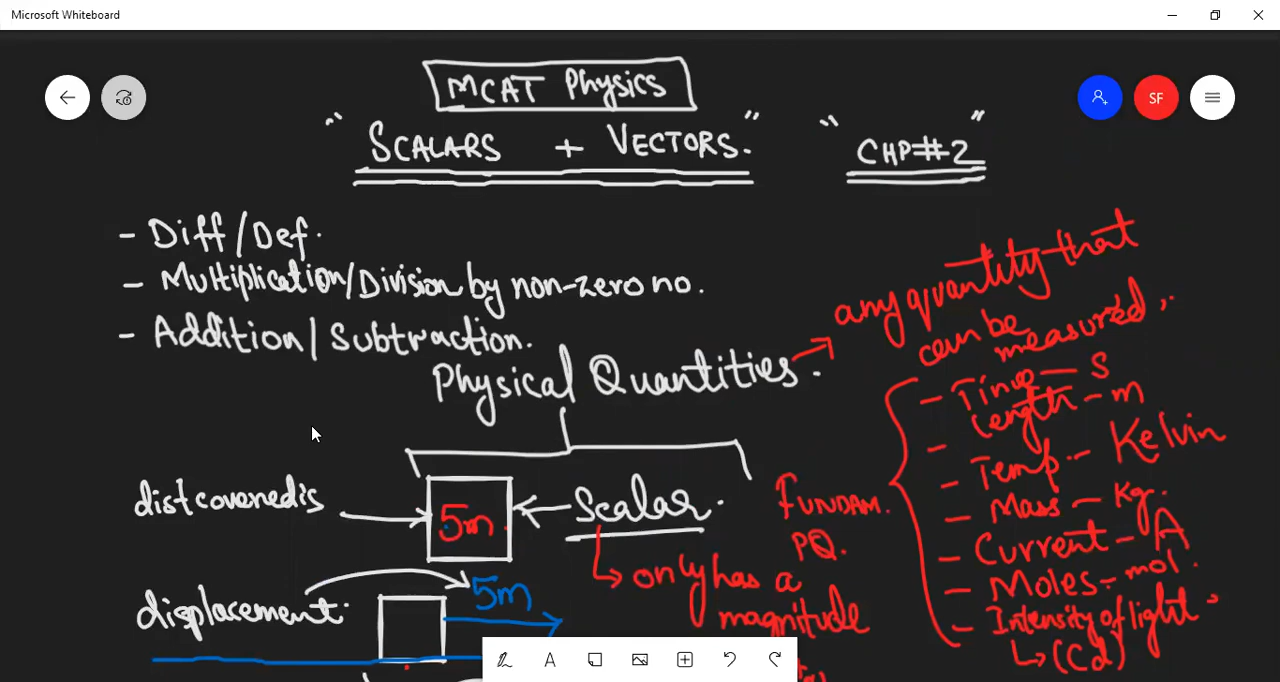 Microsoft Whiteboard
MCAT Physics
"SCALARS + VECTORS." "CHP#2"
SF
- Diff/Def.
- Multiplication/Division by non-zero no.
- Addition/Subtraction.
Physical Quantities.
any quantity that
can be
measured.
- Time - S
- Length - m
- Temp - Kelvin
- Mass - Kg.
- Current - A
- Moles - mol.
- Intensity of light
(Cd)
FUNDAM.
PQ.
dist covered is
5m
Scalar.
only has a
magnitude
displacement
5m
A